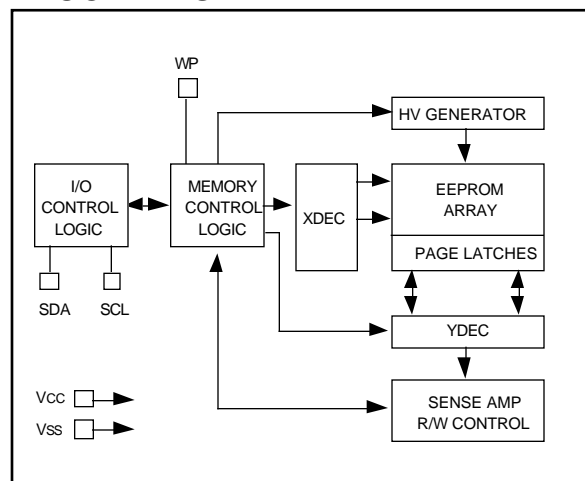 WP
HV GENERATOR
I/O
CONTROL
LOGIC
MEMORY
CONTROL
LOGIC
XDEC
EEPROM
ARRAY
PAGE LATCHES
SDA
SCL
YDEC
VCC
VSS
SENSE AMP
R/W CONTROL